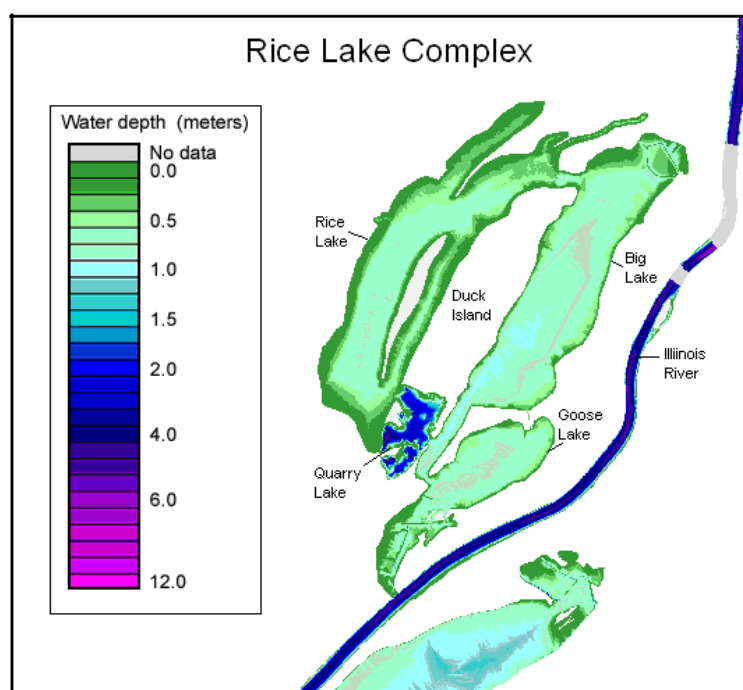 Rice Lake Complex
Water depth (meters)
No data
0.0
0.5
1.0
1.5
2.0
4.0
6.0
12.0
Rice
Lake
Big
Lake
Duck
Island
Illiinois
River
Goose
Lake
Quarry
Lake